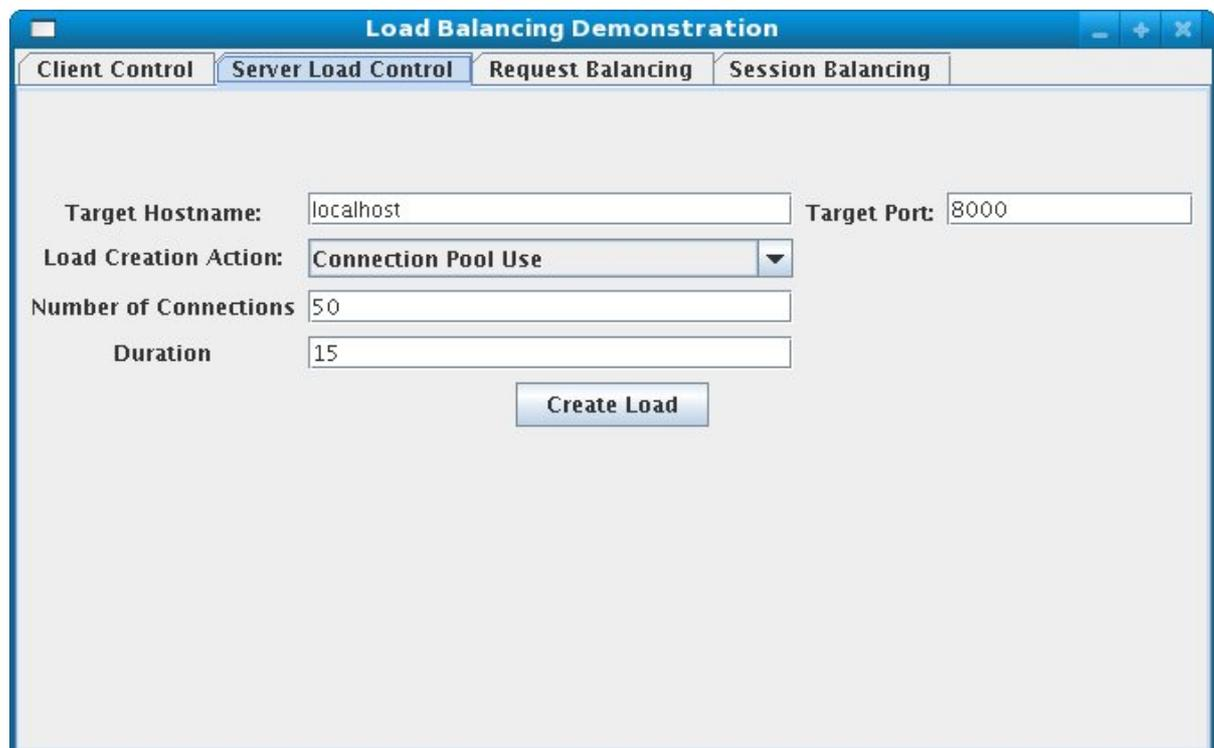 Load Balancing Demonstration
Client Control Server Load Control Request Balancing Session Balancing
Target Hostname: localhost Target Port: 8000
Load Creation Action: Connection Pool Use
Number of Connections 50
Duration 15
Create Load